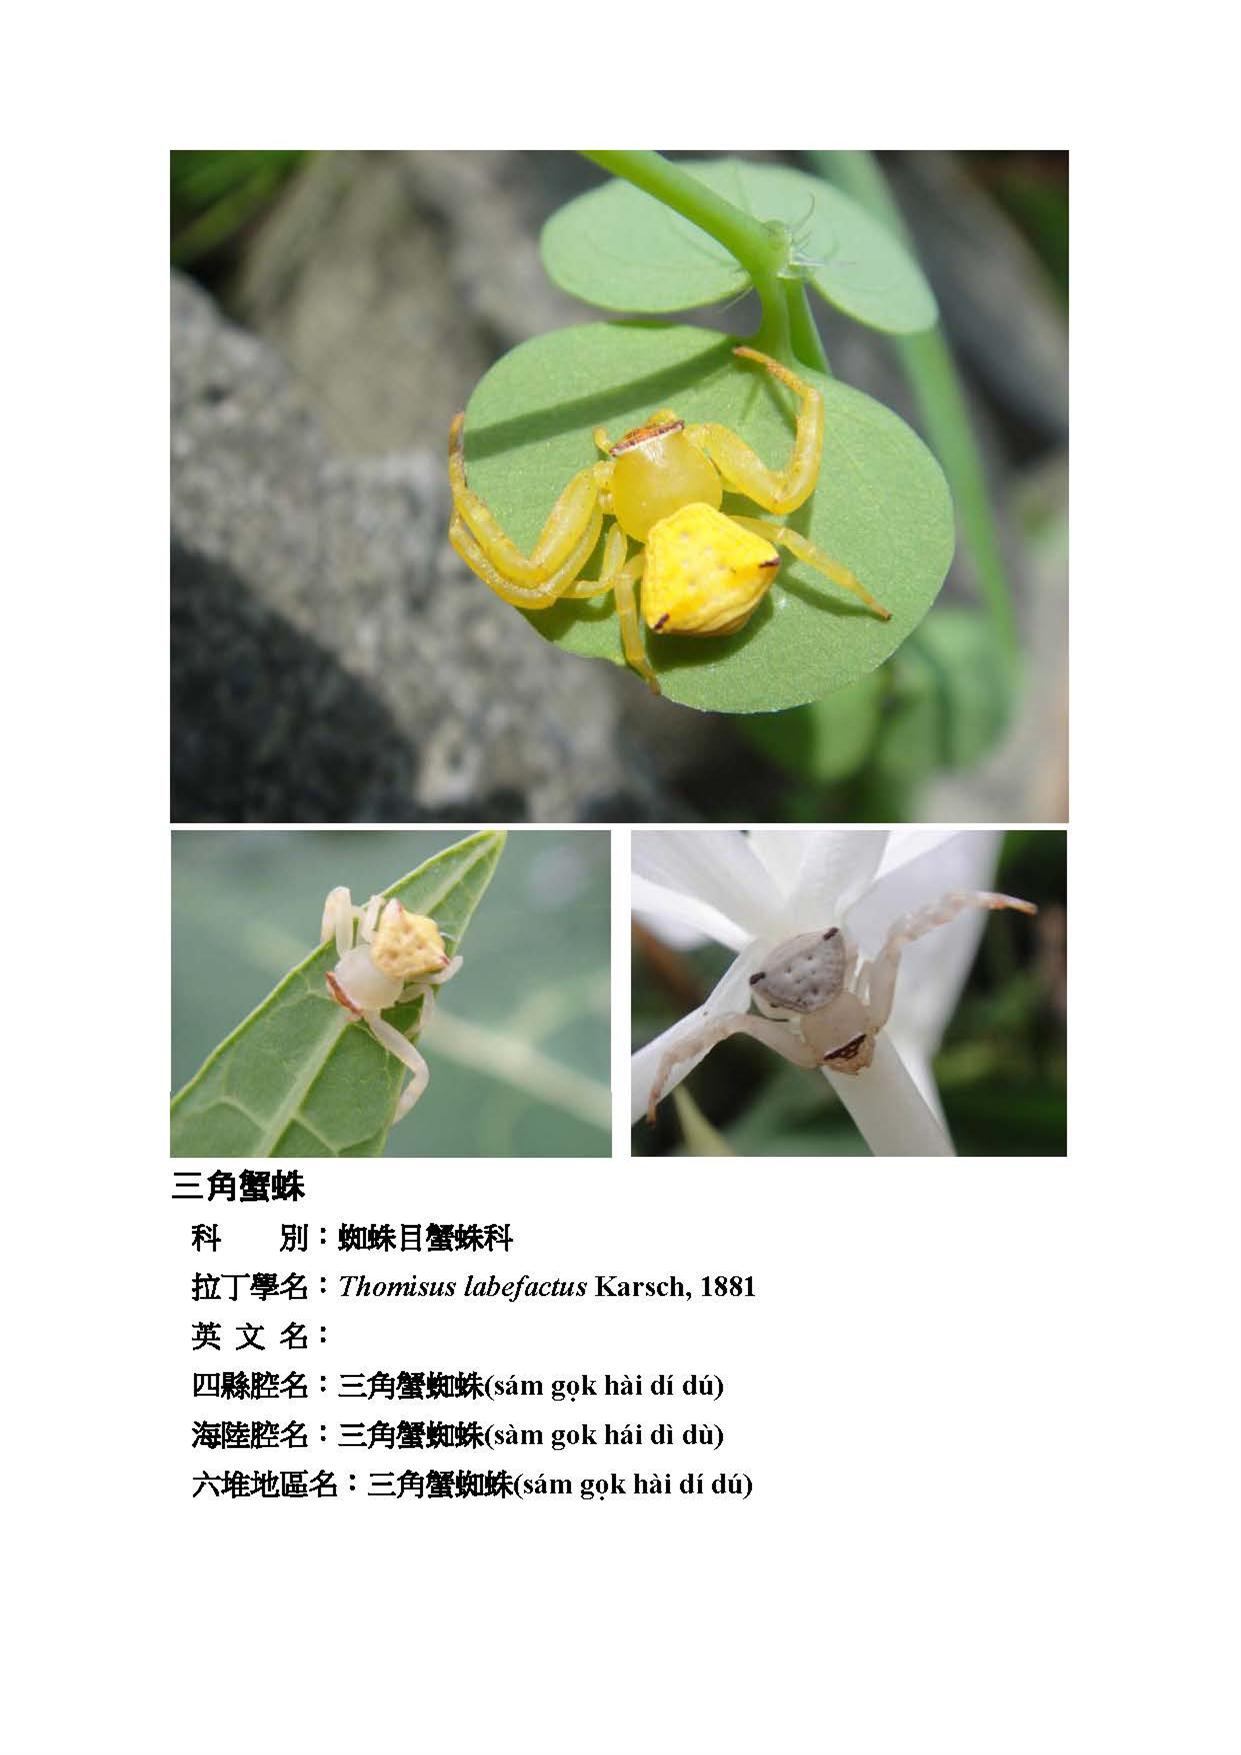 三角蟹蛛
科　　別：蜘蛛目蟹蛛科
拉丁學名：Thomisus labefactus Karsch, 1881
英 文 名：
四縣腔名：三角蟹蜘蛛(sám gọk hài dí dú)
海陸腔名：三角蟹蜘蛛(sàm gok hái dì dù)
六堆地區名：三角蟹蜘蛛(sám gọk hài dí dú)